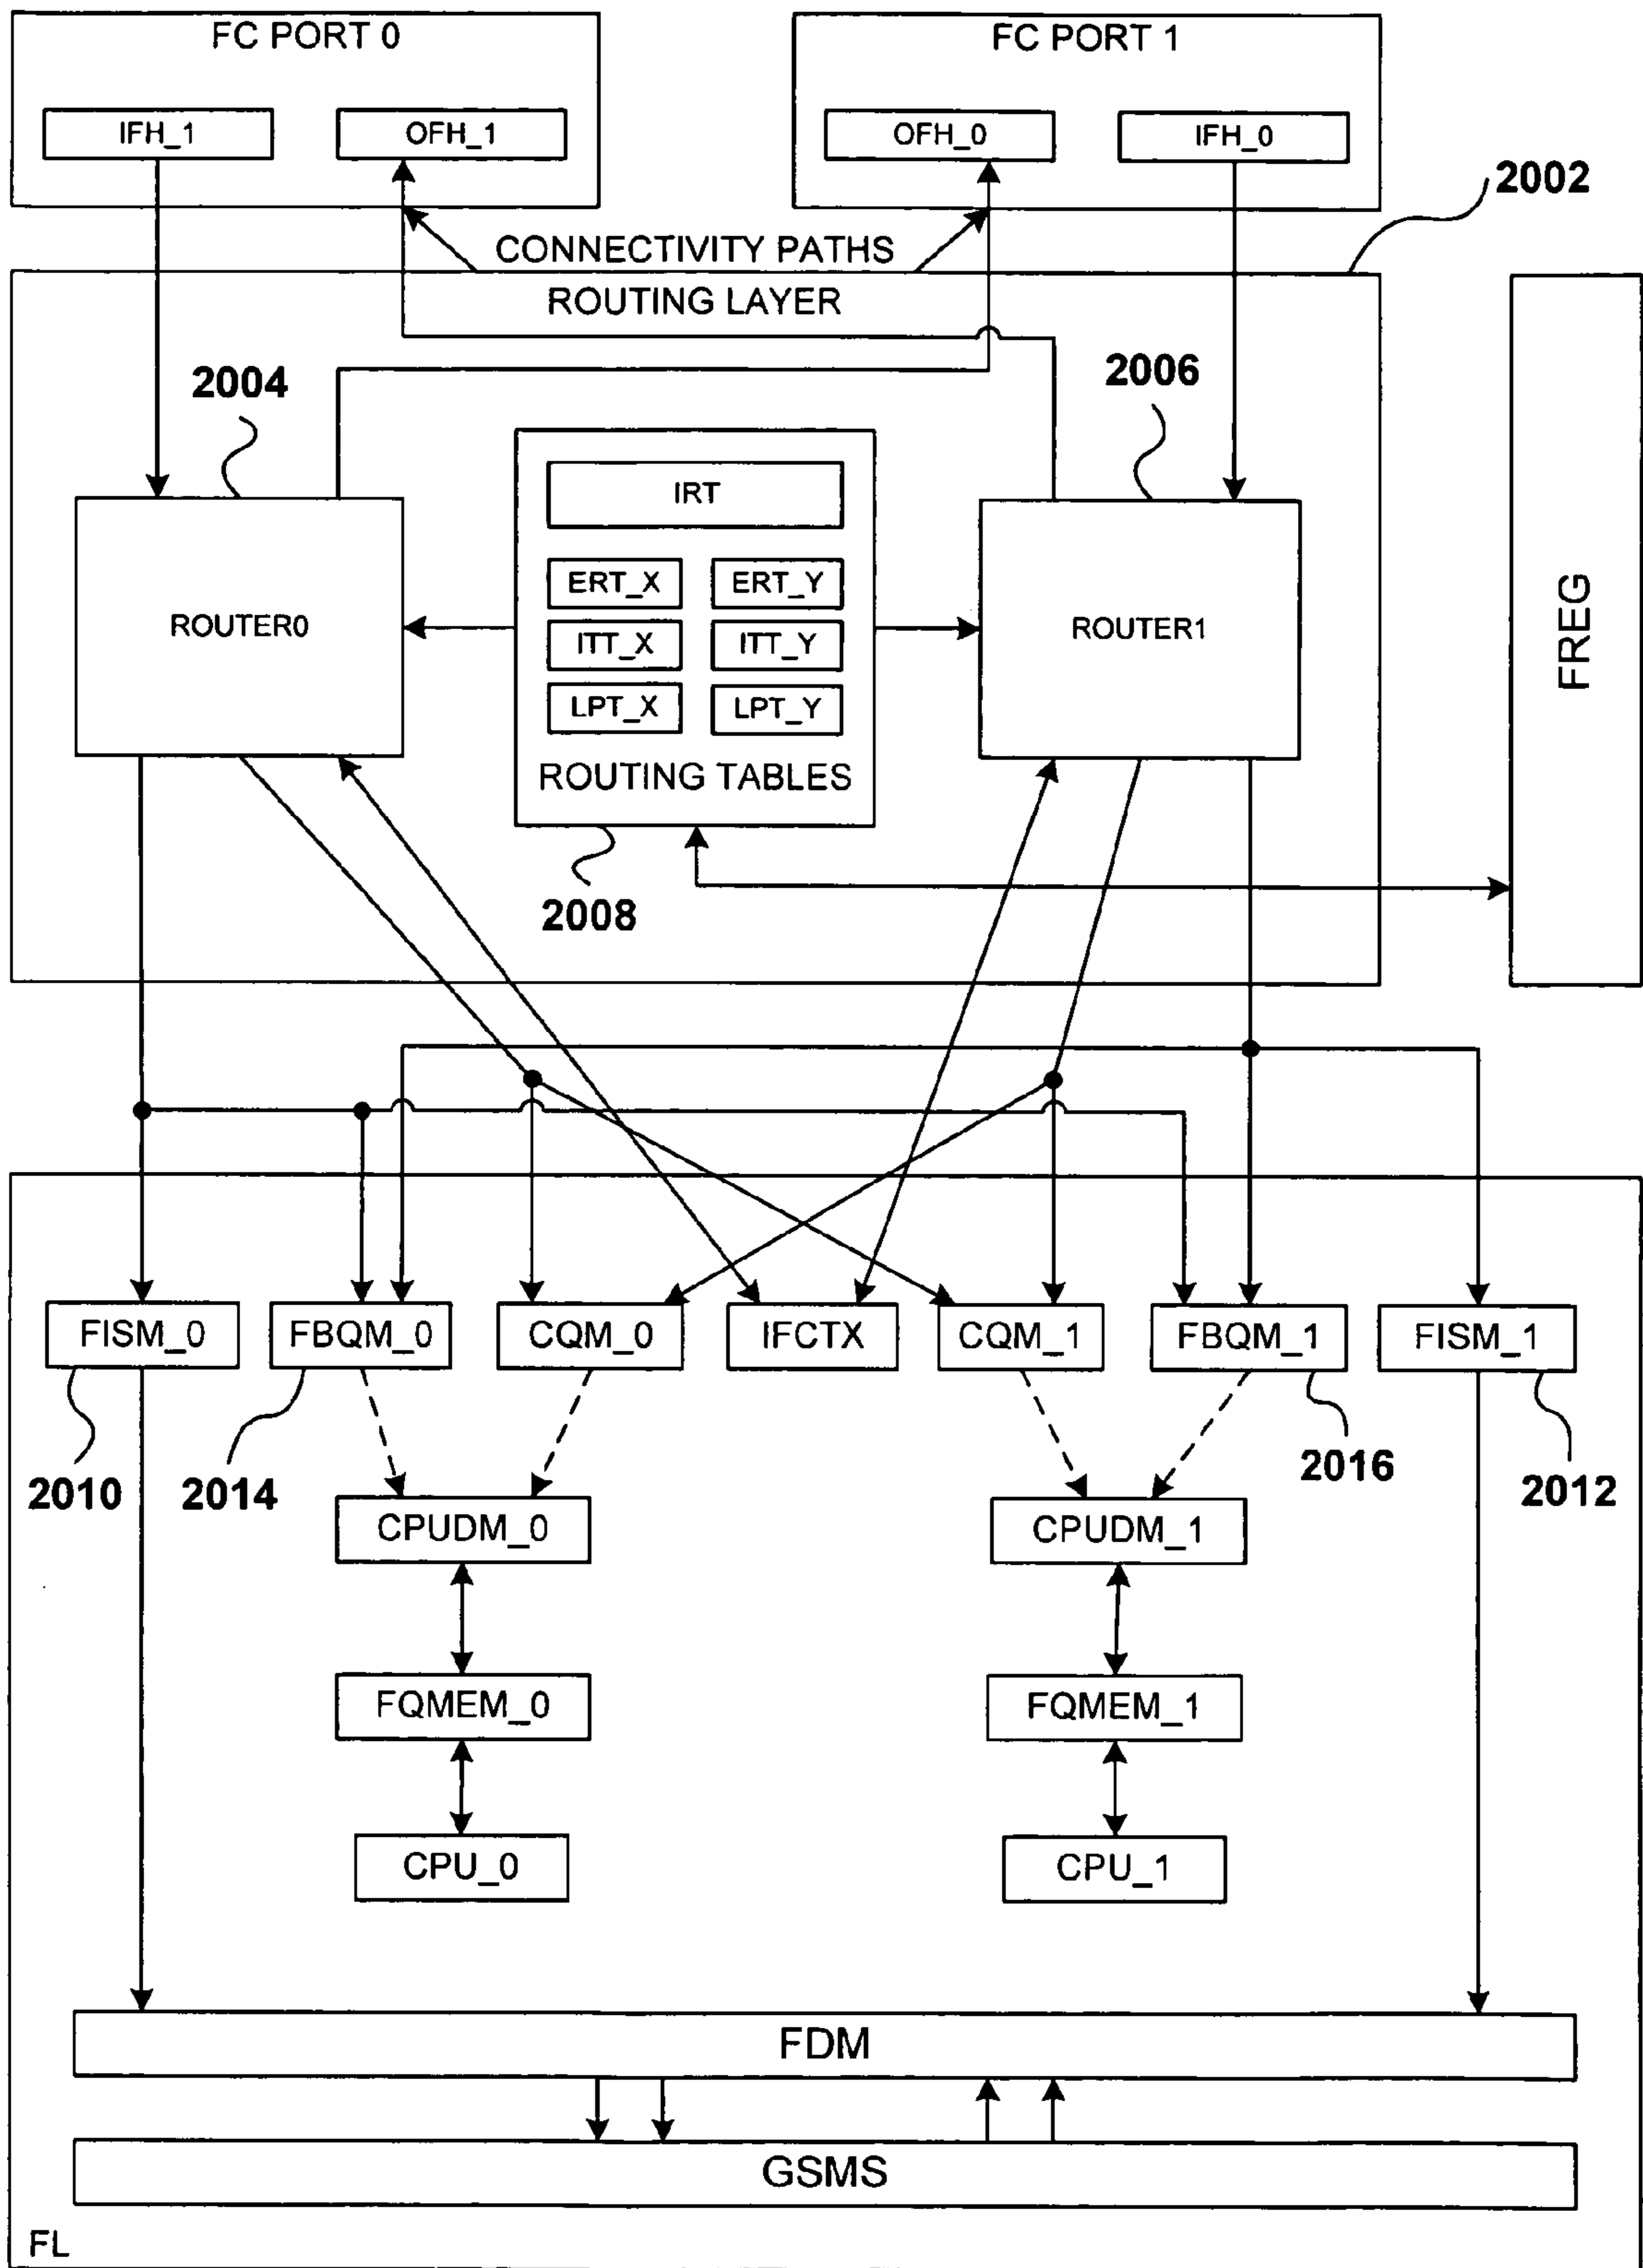 FC PORT 0
FC PORT 1
IFH_1
OFH_1
OFH_0
IFH_0
2002
CONNECTIVITY PATHS
ROUTING LAYER
2004
2006
IRT
ERT_X
ERT_Y
ROUTER0
ITT_X
ITT_Y
ROUTER1
FREG
LPT_X
LPT_Y
ROUTING TABLES
2008
FISM_0
FBQM_0
CQM_0
IFCTX
CQM_1
FBQM_1
FISM_1
2010
2014
2016
2012
CPUDM_0
CPUDM_1
FQMEM_0
FQMEM_1
CPU_0
CPU_1
FDM
GSMS
FL